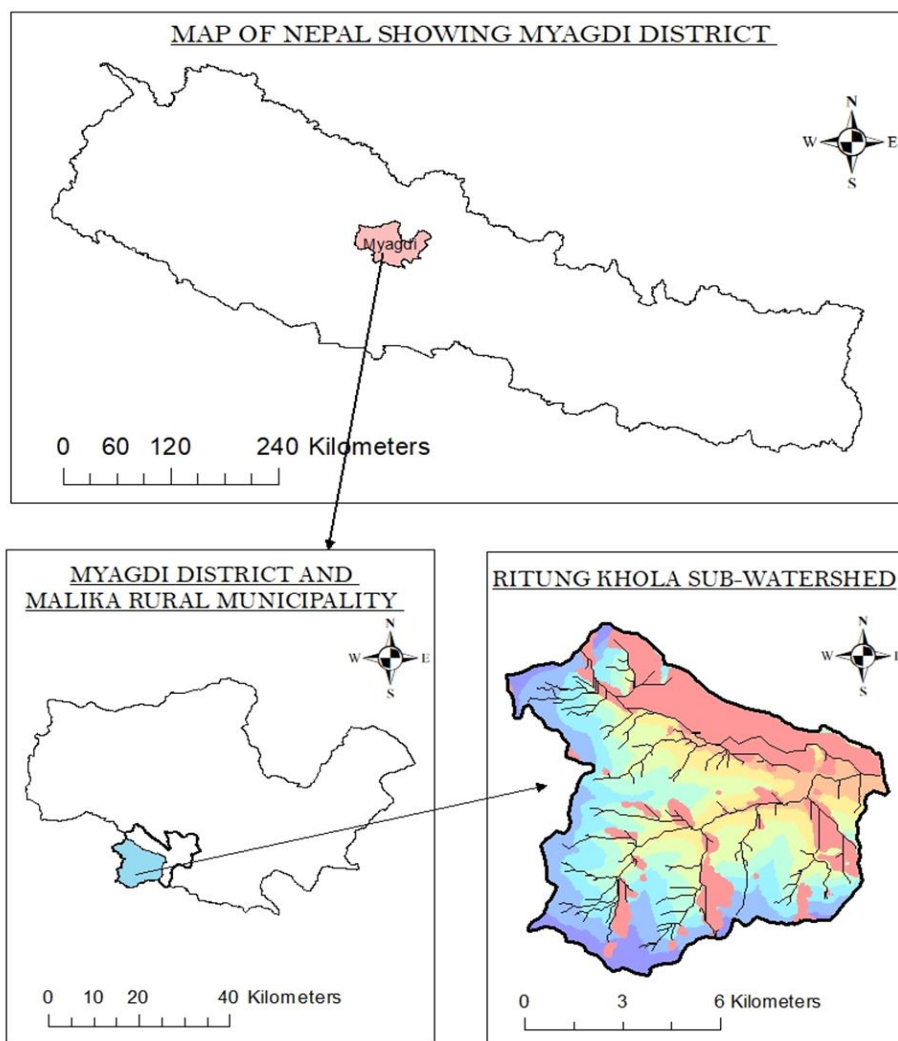 MAP OF NEPAL SHOWING MYAGDI DISTRICT
N
W E
S
Myagdi
0 60 120 240 Kilometers
MYAGDI DISTRICT AND
MALIKA RURAL MUNICIPALITY
N
W E
S
0 10 20 40 Kilometers
RITUNG KHOLA SUB-WATERSHED
N
W
S
0 3 6 Kilometers